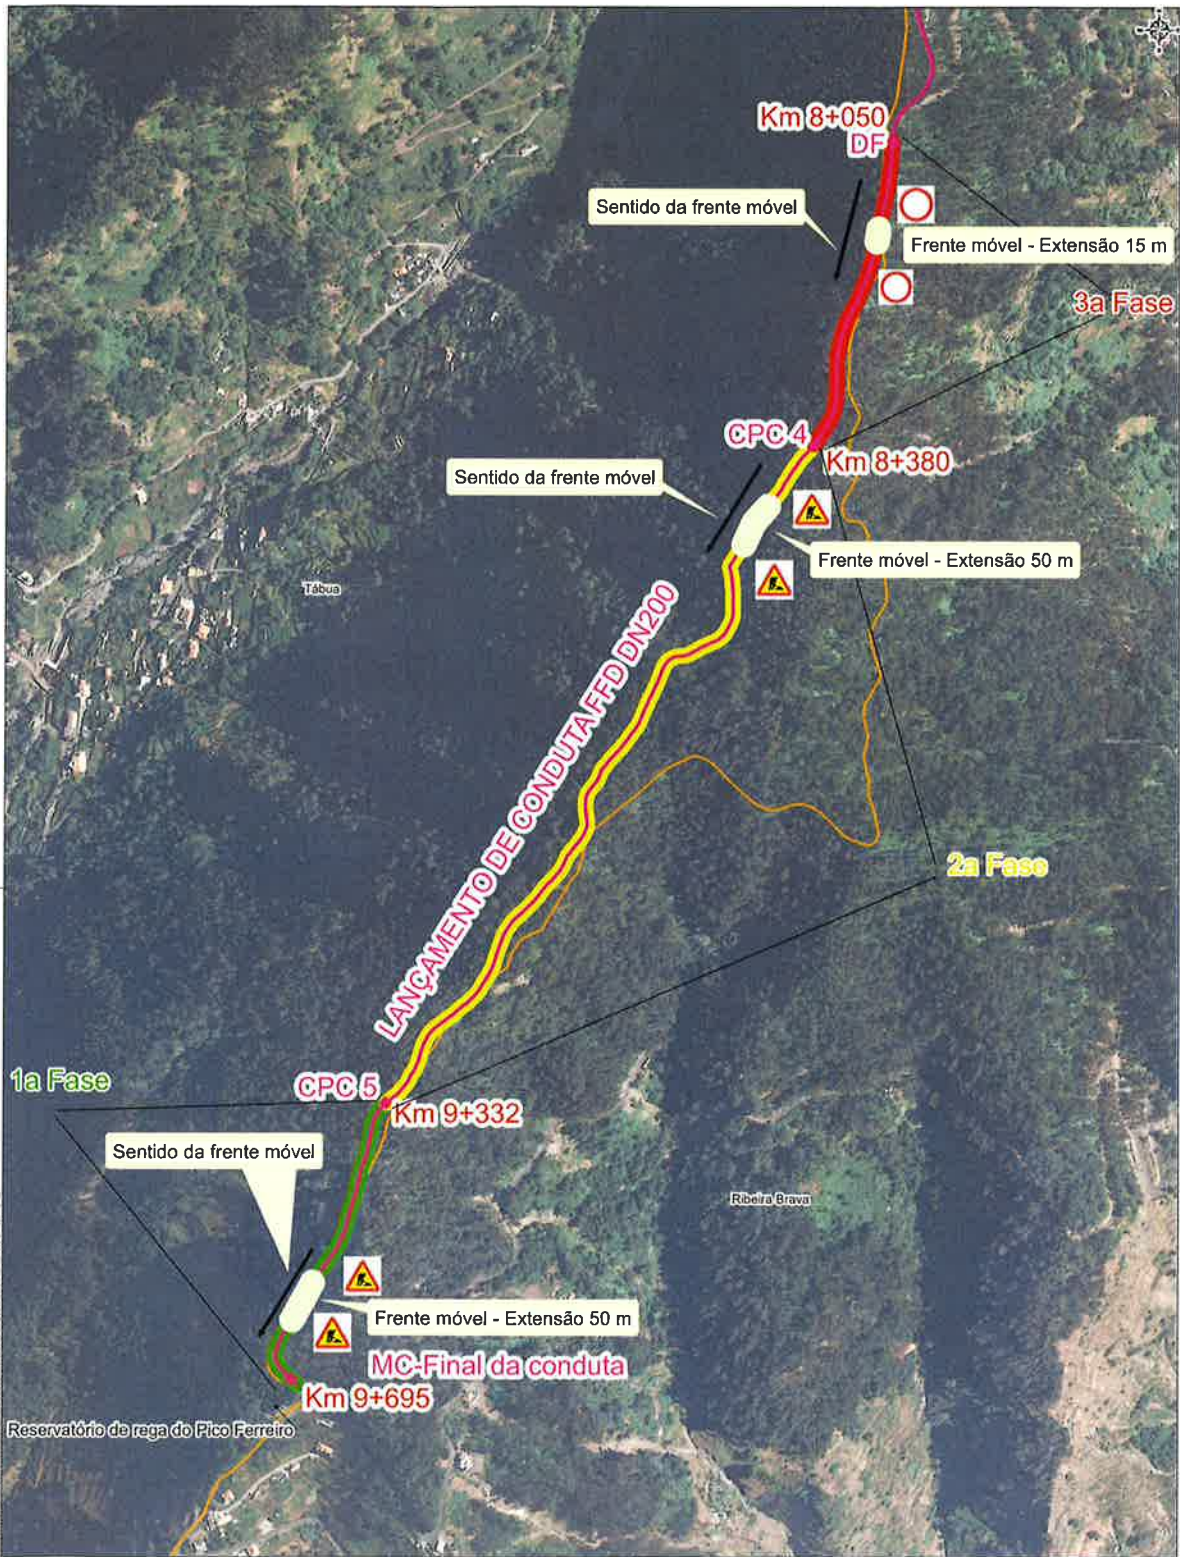 Km 8+050
DF
Sentido da frente móvel
Frente móvel - Extensão 15 m
3a Fase
CPC 4
Km 8+380
Sentido da frente móvel
Frente móvel - Extensão 50 m
Tábua
LANÇAMENTO DE CONDUTA FFD DN200
2a Fase
1a Fase
CPC 5
Km 9+332
Sentido da frente móvel
Ribeira Brava
Frente móvel - Extensão 50 m
MC-Final da conduta
Km 9+695
Reservatório de rega do Pico Ferreiro